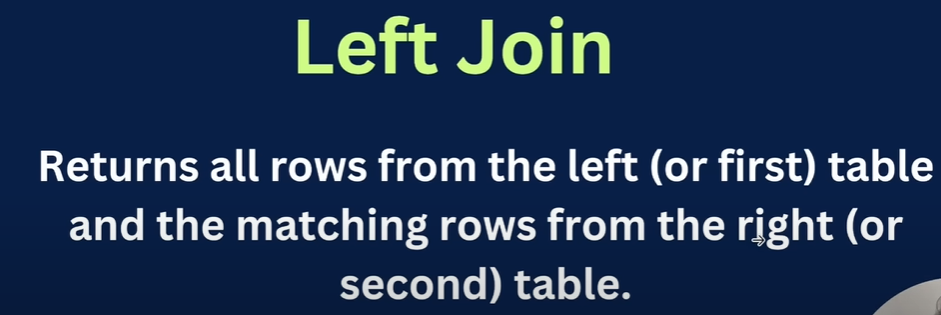 Left Join
Returns all rows from the left (or first) table
and the matching rows from the right (or
second) table.